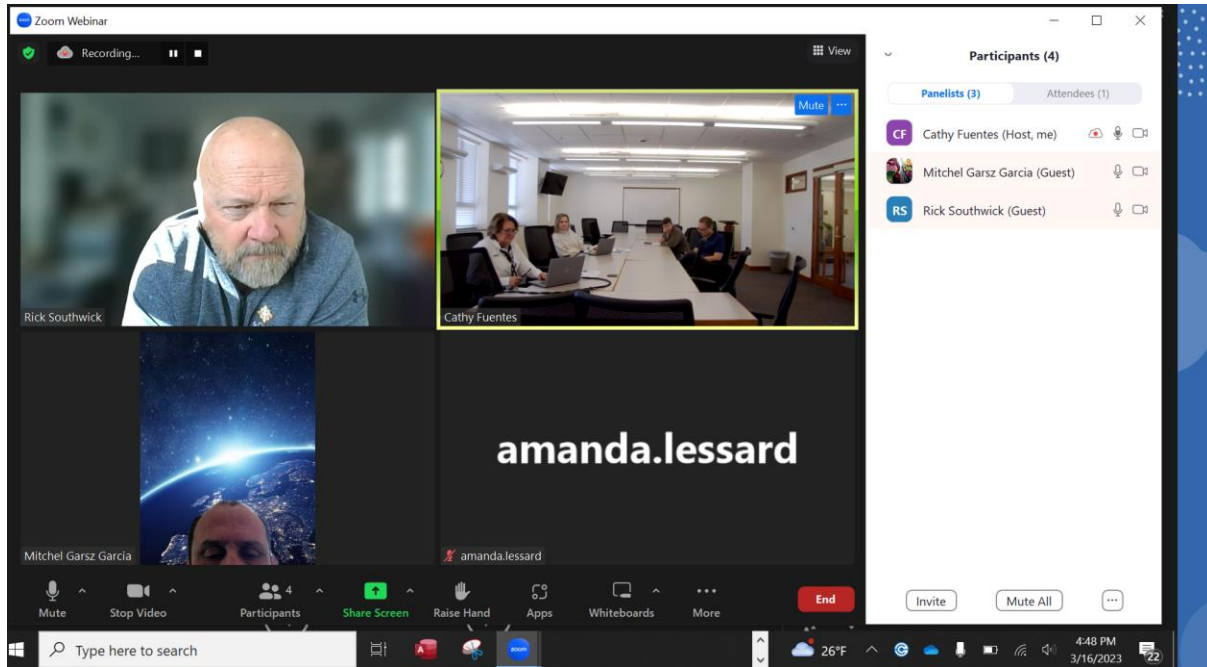 Zoom Webinar
Recording...
View
Mute
Rick Southwick
Cathy Fuentes
Mitchel Garsz Garcia
amanda.lessard
amanda.lessard
Mute
Stop Video
4
Participants
Share Screen
Raise Hand
Apps
Whiteboards
More
End
Participants (4)
Panelists (3)
Attendees (1)
CF
Cathy Fuentes (Host, me)
Mitchel Garsz Garcia (Guest)
RS
Rick Southwick (Guest)
Invite
Mute All
Type here to search
A
zoom
26°F
4:48 PM
3/16/2023
22